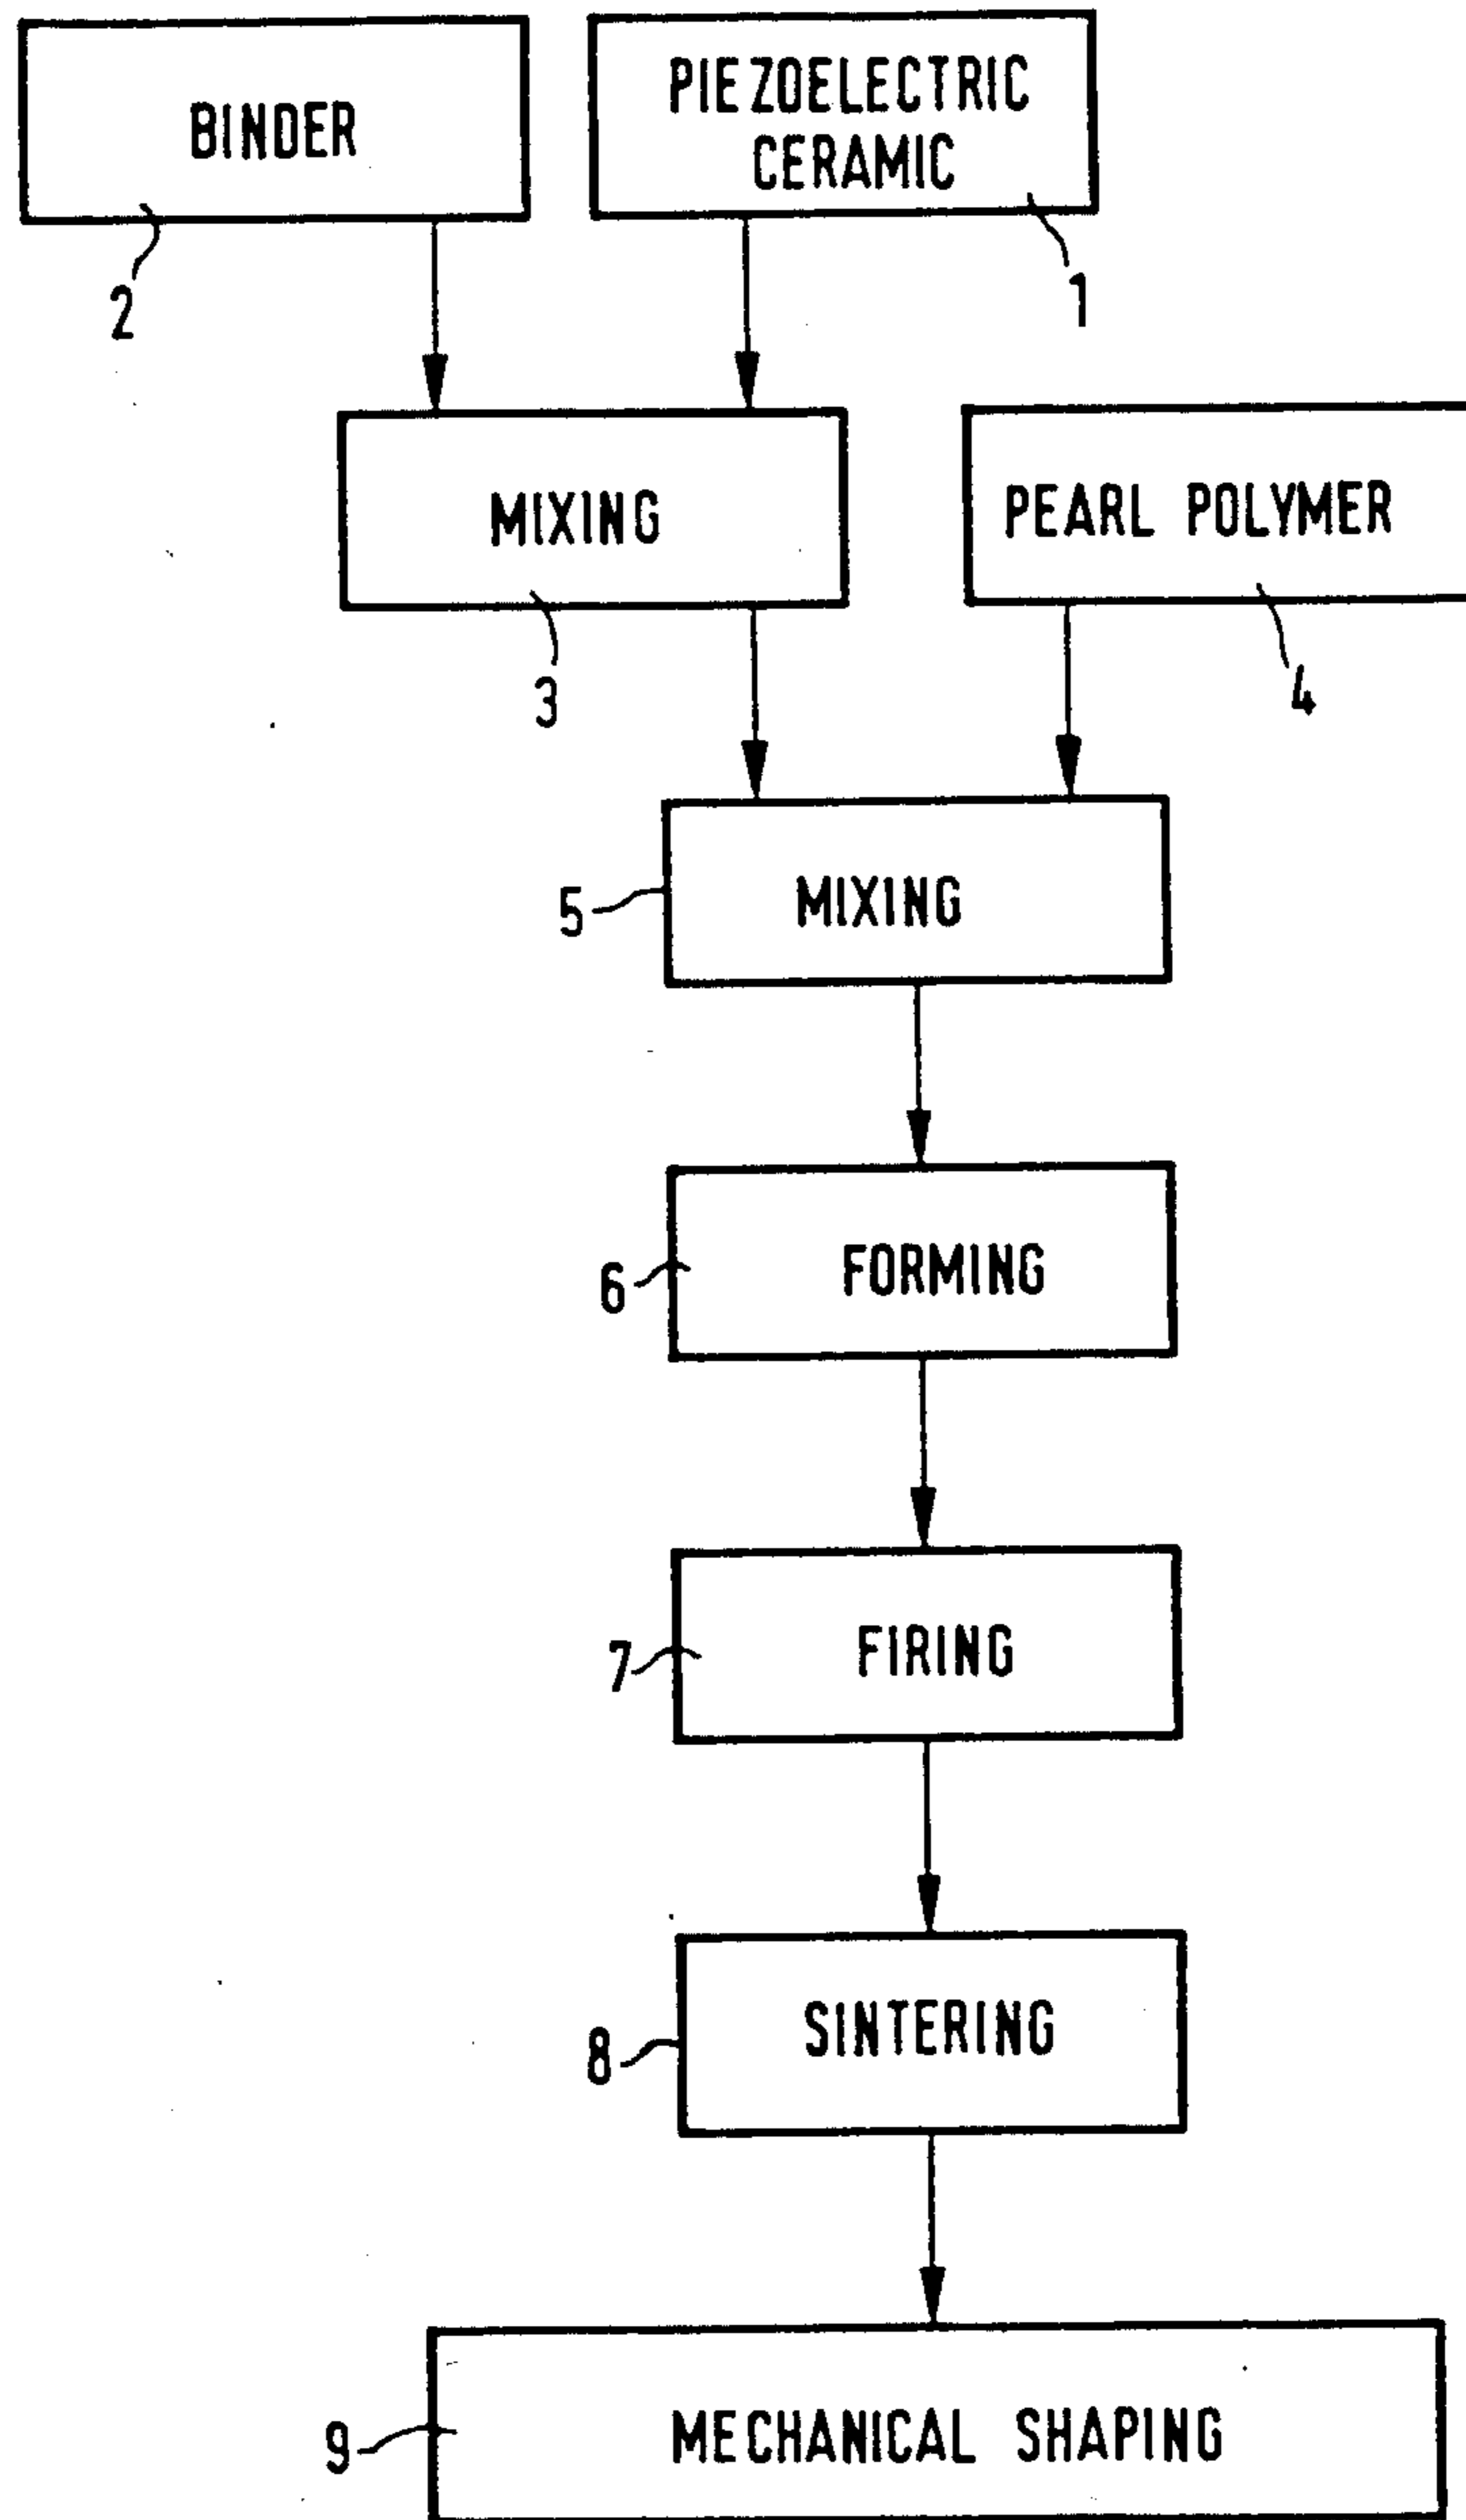 BINDER
PIEZOELECTRIC
CERAMIC
2
1
MIXING
PEARL POLYMER
3
4
5
MIXING
6
FORMING
7
FIRING
8
SINTERING
9
MECHANICAL SHAPING